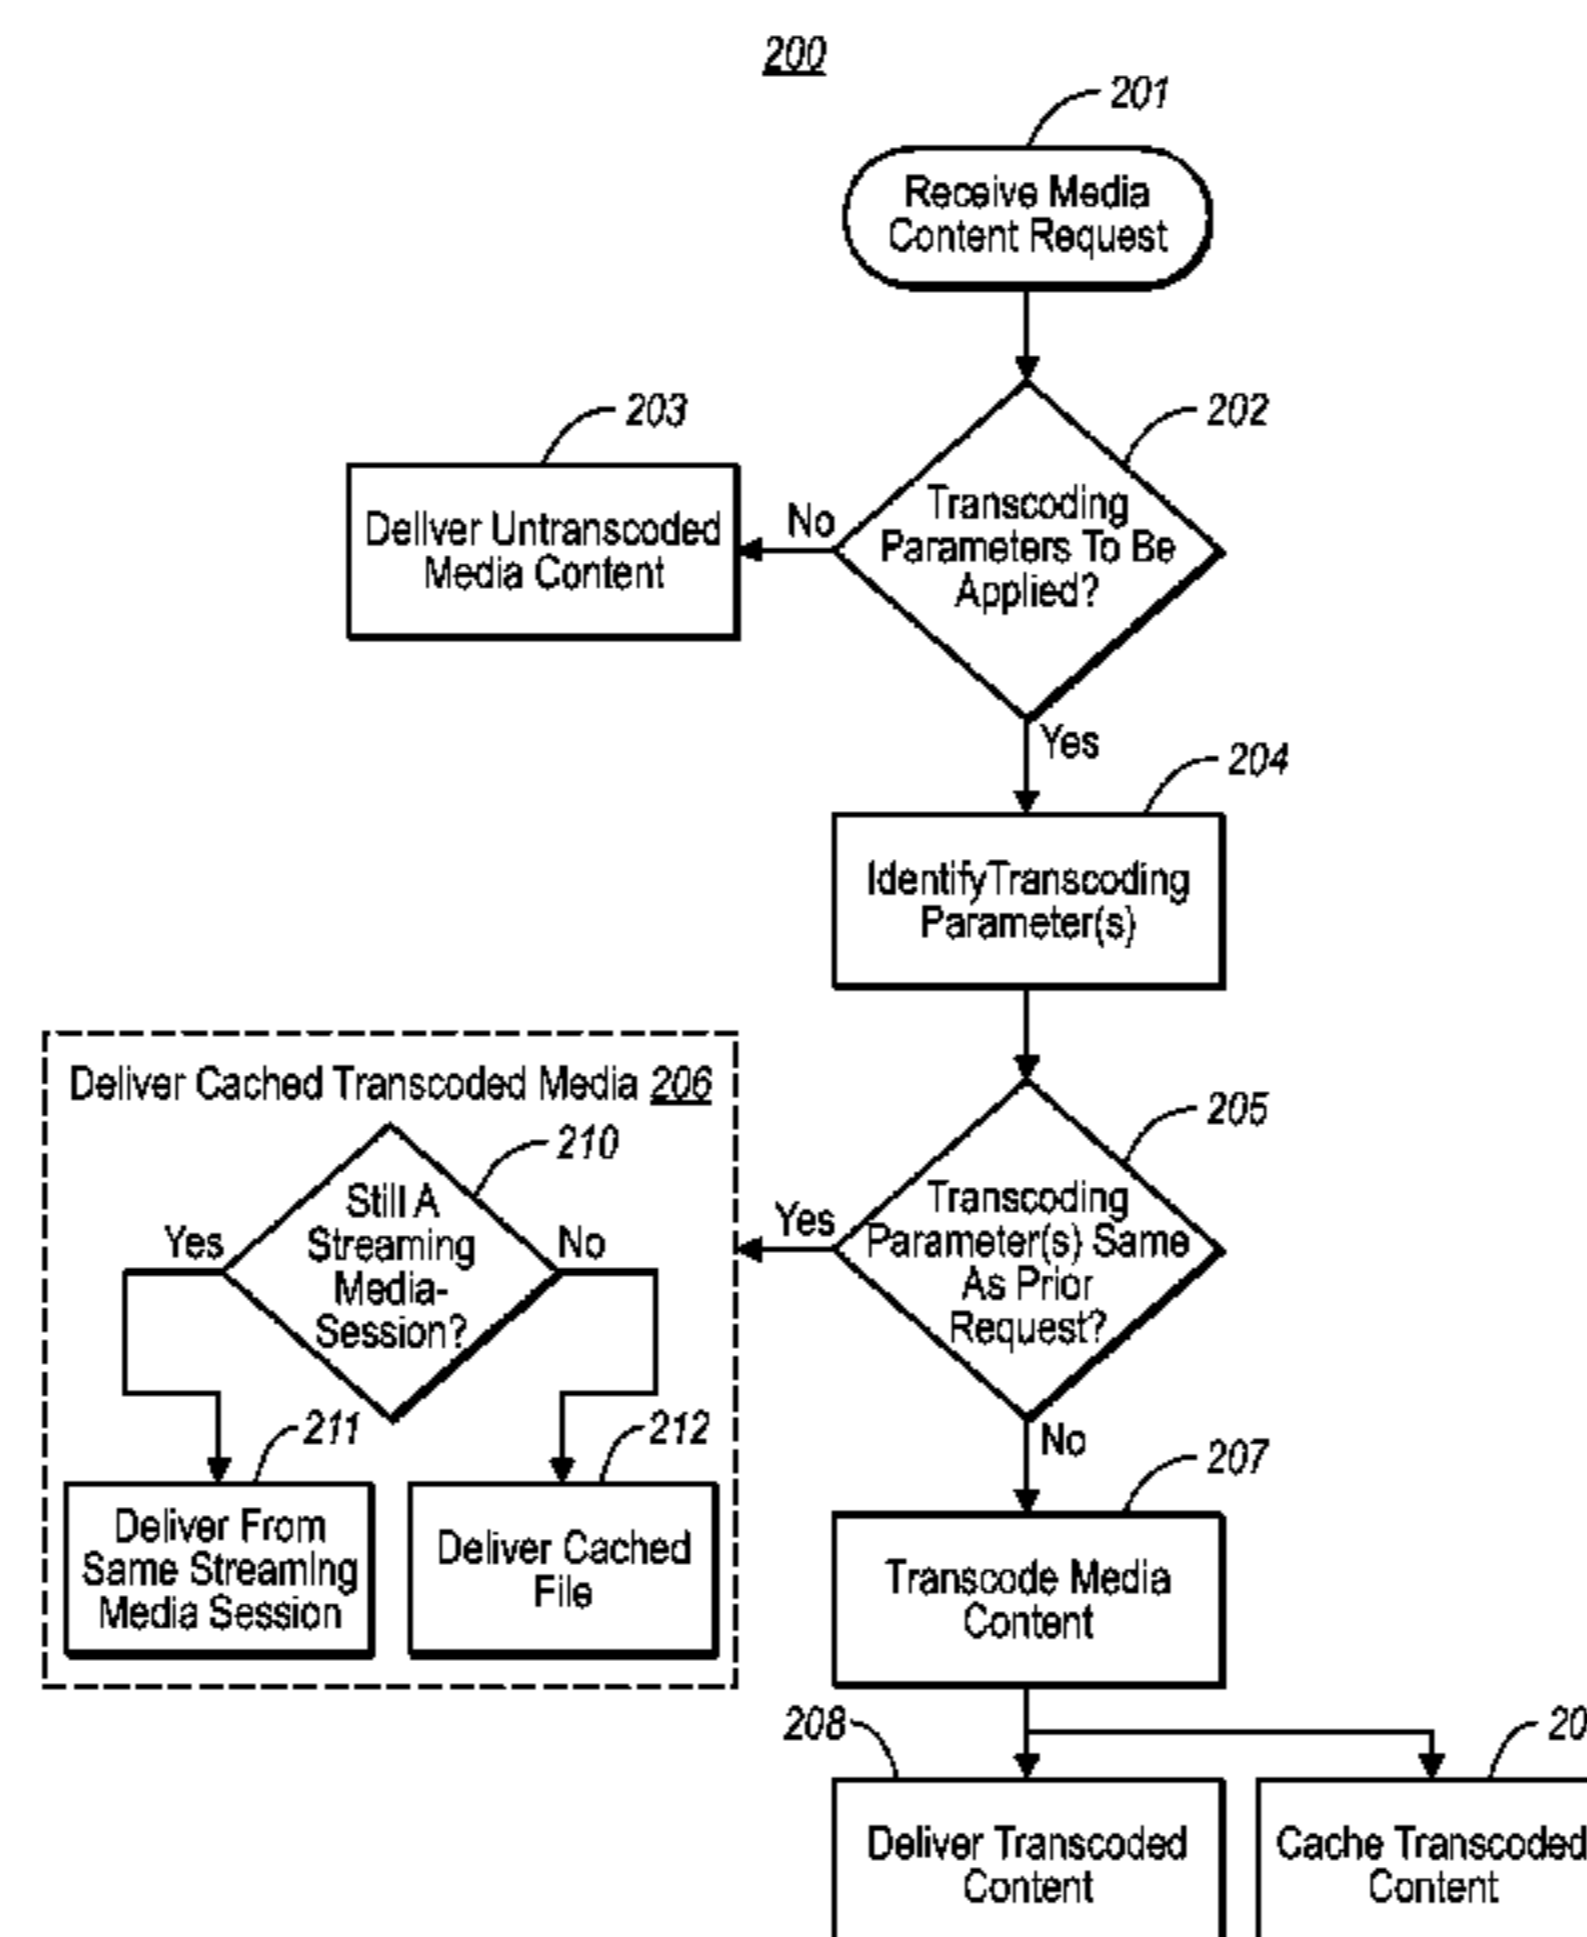 200
201
Receive Media
Content Request
202
Transcoding
Parameters To Be
Applied?
No
203
Deliver Untranscoded
Media Content
Yes
204
IdentifyTranscoding
Parameter(s)
205
Transcoding
Parameter(s) Same
As Prior
Request?
Yes
Deliver Cached Transcoded Media 206
210
Still A
Streaming
Media-
Session?
Yes
No
211
Deliver From
Same Streaming
Media Session
212
Deliver Cached
File
No
207
Transcode Media
Content
208
Deliver Transcoded
Content
20
Cache Transcoded
Content